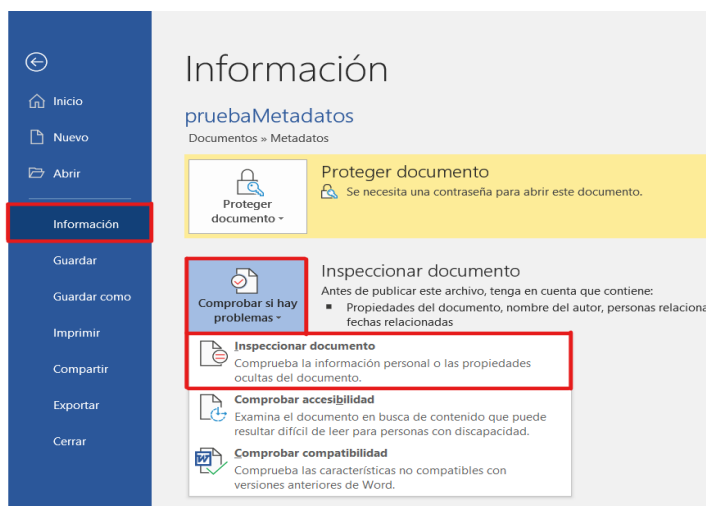 Información
Inicio
Nuevo
Abrir
Información
Guardar
Guardar como
Imprimir
Compartir
Exportar
Cerrar
pruebaMetadatos
Documentos » Metadatos
Proteger
documento
Proteger documento
Se necesita una contraseña para abrir este documento.
Comprobar si hay
problemas
Inspeccionar documento
Antes de publicar este archivo, tenga en cuenta que contiene:
Propiedades del documento, nombre del autor, personas relaciona
fechas relacionadas
Inspeccionar documento
Comprueba la información personal o las propiedades
ocultas del documento.
Comprobar accesibilidad
Examina el documento en busca de contenido que puede
resultar difícil de leer para personas con discapacidad.
Comprobar compatibilidad
Comprueba las características no compatibles con
versiones anteriores de Word.